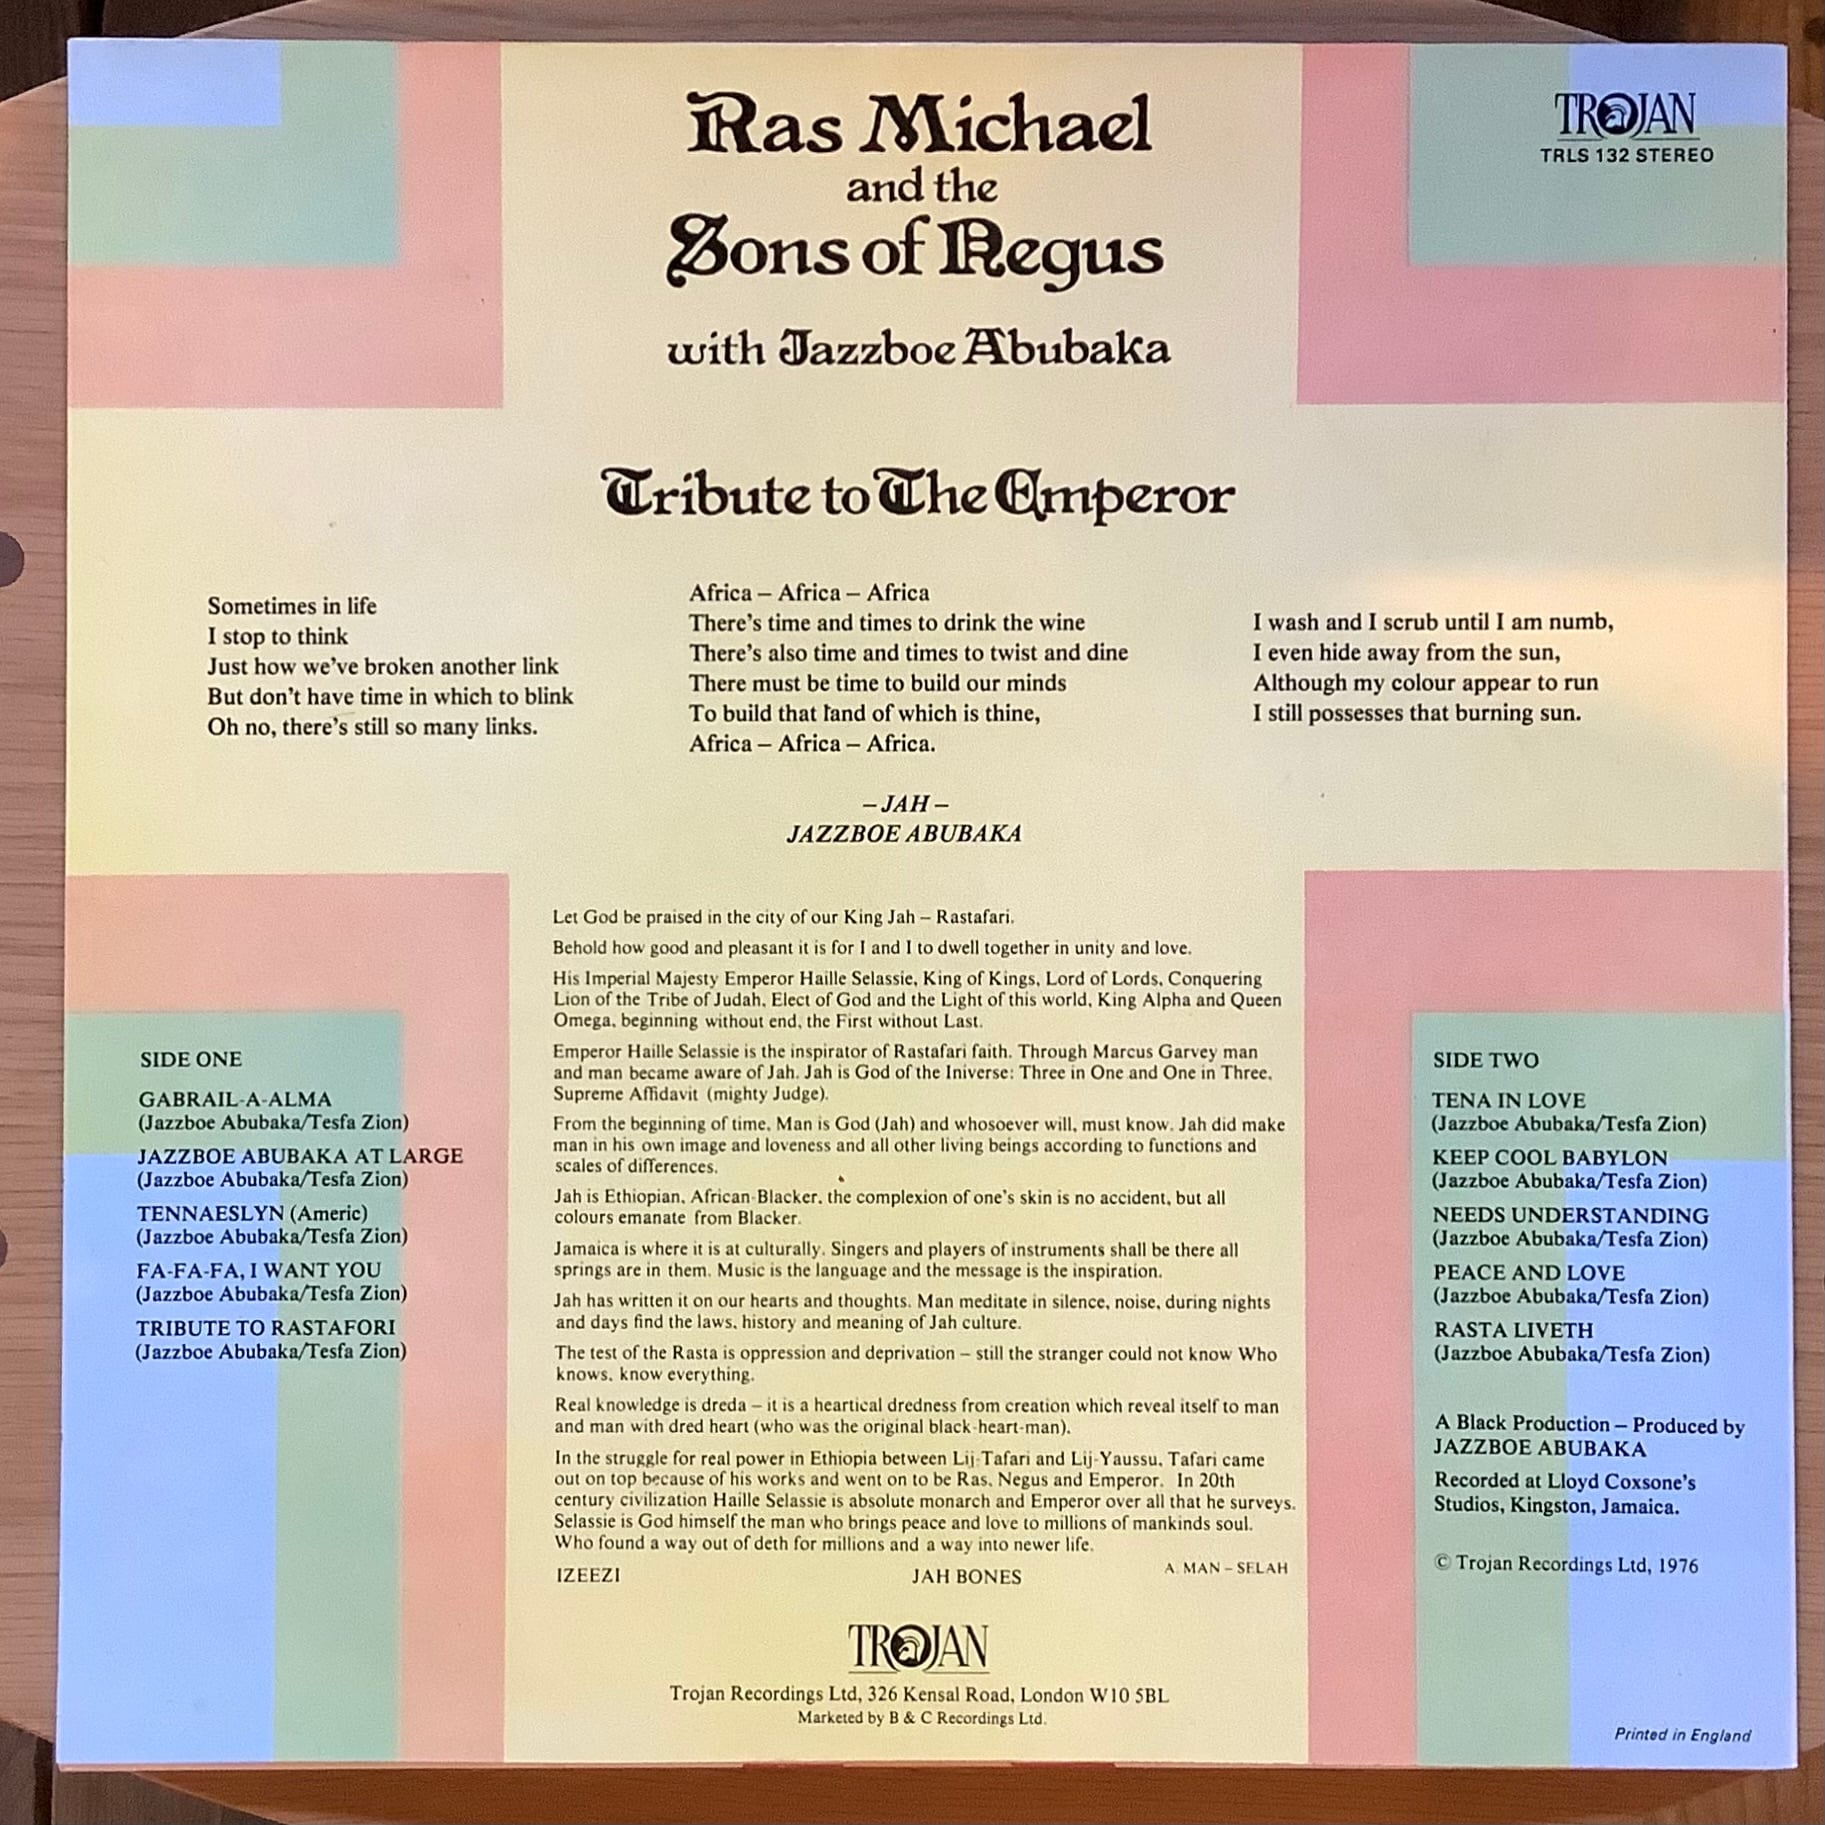 Ras Michael
and the
Sons of Negus
with Jazzboe Abubaka
TROJAN
TRLS 132 STEREO
Tribute to The Emperor
Sometimes in life
I stop to think
Just how we've broken another link
But don't have time in which to blink
Oh no, there's still so many links.
Africa – Africa – Africa
There's time and times to drink the wine
There's also time and times to twist and dine
There must be time to build our minds
To build that land of which is thine,
Africa – Africa – Africa.
I wash and I scrub until I am numb,
I even hide away from the sun,
Although my colour appear to run
I still possesses that burning sun.
– JAH –
JAZZBOE ABUBAKA
SIDE ONE
GABRAIL-A-ALMA
(Jazzboe Abubaka/Tesfa Zion)
JAZZBOE ABUBAKA AT LARGE
(Jazzboe Abubaka/Tesfa Zion)
TENNAESLYN (Americ)
(Jazzboe Abubaka/Tesfa Zion)
FA-FA-FA, I WANT YOU
(Jazzboe Abubaka/Tesfa Zion)
TRIBUTE TO RASTAFORI
(Jazzboe Abubaka/Tesfa Zion)
Let God be praised in the city of our King Jah – Rastafari.
Behold how good and pleasant it is for I and I to dwell together in unity and love.
His Imperial Majesty Emperor Haille Selassie, King of Kings, Lord of Lords, Conquering
Lion of the Tribe of Judah, Elect of God and the Light of this world, King Alpha and Queen
Omega, beginning without end, the First without Last.
Emperor Haille Selassie is the inspirator of Rastafari faith. Through Marcus Garvey man
and man became aware of Jah. Jah is God of the Iniverse: Three in One and One in Three,
Supreme Affidavit (mighty Judge).
From the beginning of time, Man is God (Jah) and whosoever will, must know. Jah did make
man in his own image and loveness and all other living beings according to functions and
scales of differences.
Jah is Ethiopian, African-Blacker, the complexion of one's skin is no accident, but all
colours emanate from Blacker.
Jamaica is where it is at culturally. Singers and players of instruments shall be there all
springs are in them. Music is the language and the message is the inspiration.
Jah has written it on our hearts and thoughts. Man meditate in silence, noise, during nights
and days find the laws, history and meaning of Jah culture.
The test of the Rasta is oppression and deprivation – still the stranger could not know Who
knows, know everything.
Real knowledge is dreda – it is a heartical dredness from creation which reveal itself to man
and man with dred heart (who was the original black-heart-man).
In the struggle for real power in Ethiopia between Lij-Tafari and Lij-Yaussu, Tafari came
out on top because of his works and went on to be Ras, Negus and Emperor. In 20th
century civilization Haille Selassie is absolute monarch and Emperor over all that he surveys.
Selassie is God himself the man who brings peace and love to millions of mankinds soul.
Who found a way out of deth for millions and a way into newer life.
IZEEZI JAH BONES A. MAN – SELAH
SIDE TWO
TENA IN LOVE
(Jazzboe Abubaka/Tesfa Zion)
KEEP COOL BABYLON
(Jazzboe Abubaka/Tesfa Zion)
NEEDS UNDERSTANDING
(Jazzboe Abubaka/Tesfa Zion)
PEACE AND LOVE
(Jazzboe Abubaka/Tesfa Zion)
RASTA LIVETH
(Jazzboe Abubaka/Tesfa Zion)
A Black Production – Produced by
JAZZBOE ABUBAKA
Recorded at Lloyd Coxsone's
Studios, Kingston, Jamaica.
© Trojan Recordings Ltd, 1976
TROJAN
Trojan Recordings Ltd, 326 Kensal Road, London W10 5BL
Marketed by B & C Recordings Ltd.
Printed in England